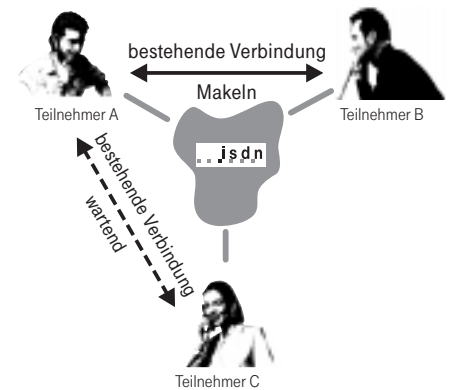 bestehende Verbindung
Makeln
Teilnehmer A
Teilnehmer B
isdn
bestehende Verbindung
wartend
Teilnehmer C